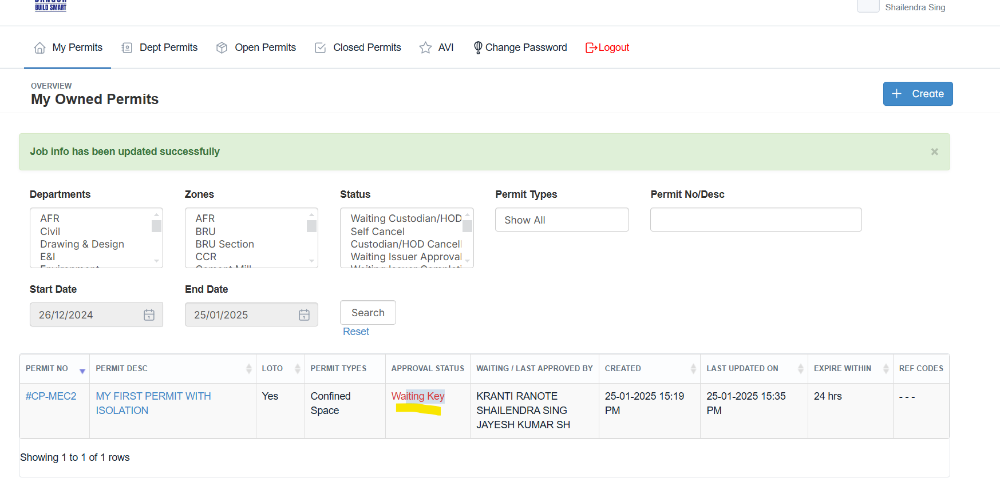 BUILD SMART
Shailendra Sing
My Permits
Dept Permits
Open Permits
Closed Permits
AVI
Change Password
Logout
OVERVIEW
My Owned Permits
Create
Job info has been updated successfully
×
Departments
AFR
Civil
Drawing & Design
E&I
Zones
AFR
BRU
BRU Section
CCR
Cement Mill
Status
Waiting Custodian/HOD
Self Cancel
Custodian/HOD Cancell
Waiting Issuer Approval
Permit Types
Show All
Permit No/Desc
Start Date
26/12/2024
End Date
25/01/2025
Search
Reset
PERMIT NO
PERMIT DESC
LOTO
PERMIT TYPES
APPROVAL STATUS
WAITING / LAST APPROVED BY
CREATED
LAST UPDATED ON
EXPIRE WITHIN
REF CODES
#CP-MEC2
MY FIRST PERMIT WITH
ISOLATION
Yes
Confined
Space
Waiting Key
KRANTI RANOTE
SHAILENDRA SING
JAYESH KUMAR SH
25-01-2025 15:19
PM
25-01-2025 15:35
PM
24 hrs
- - -
Showing 1 to 1 of 1 rows